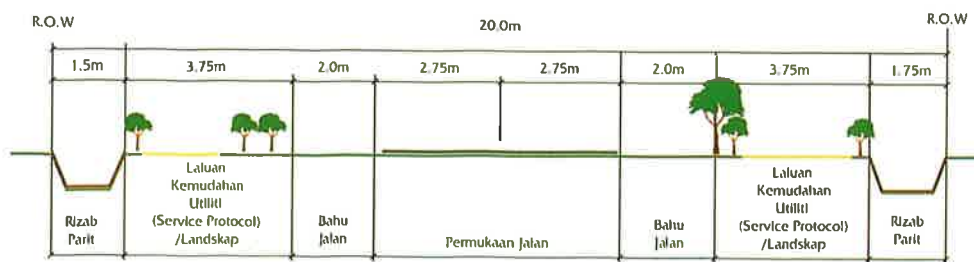 R.O.W
R.O.W
20.0m
1.5m
3.75m
2.0m
2.75m
2.75m
2.0m
3.75m
1.75m
Rizab
Parit
Laluan
Kemudahan
Utiliti
(Service Protocol)
/Landskap
Bahu
Jalan
Permukaan Jalan
Bahu
Jalan
Laluan
Kemudahan
Utiliti
(Service Protocol)
/Landskap
Rizab
Parit